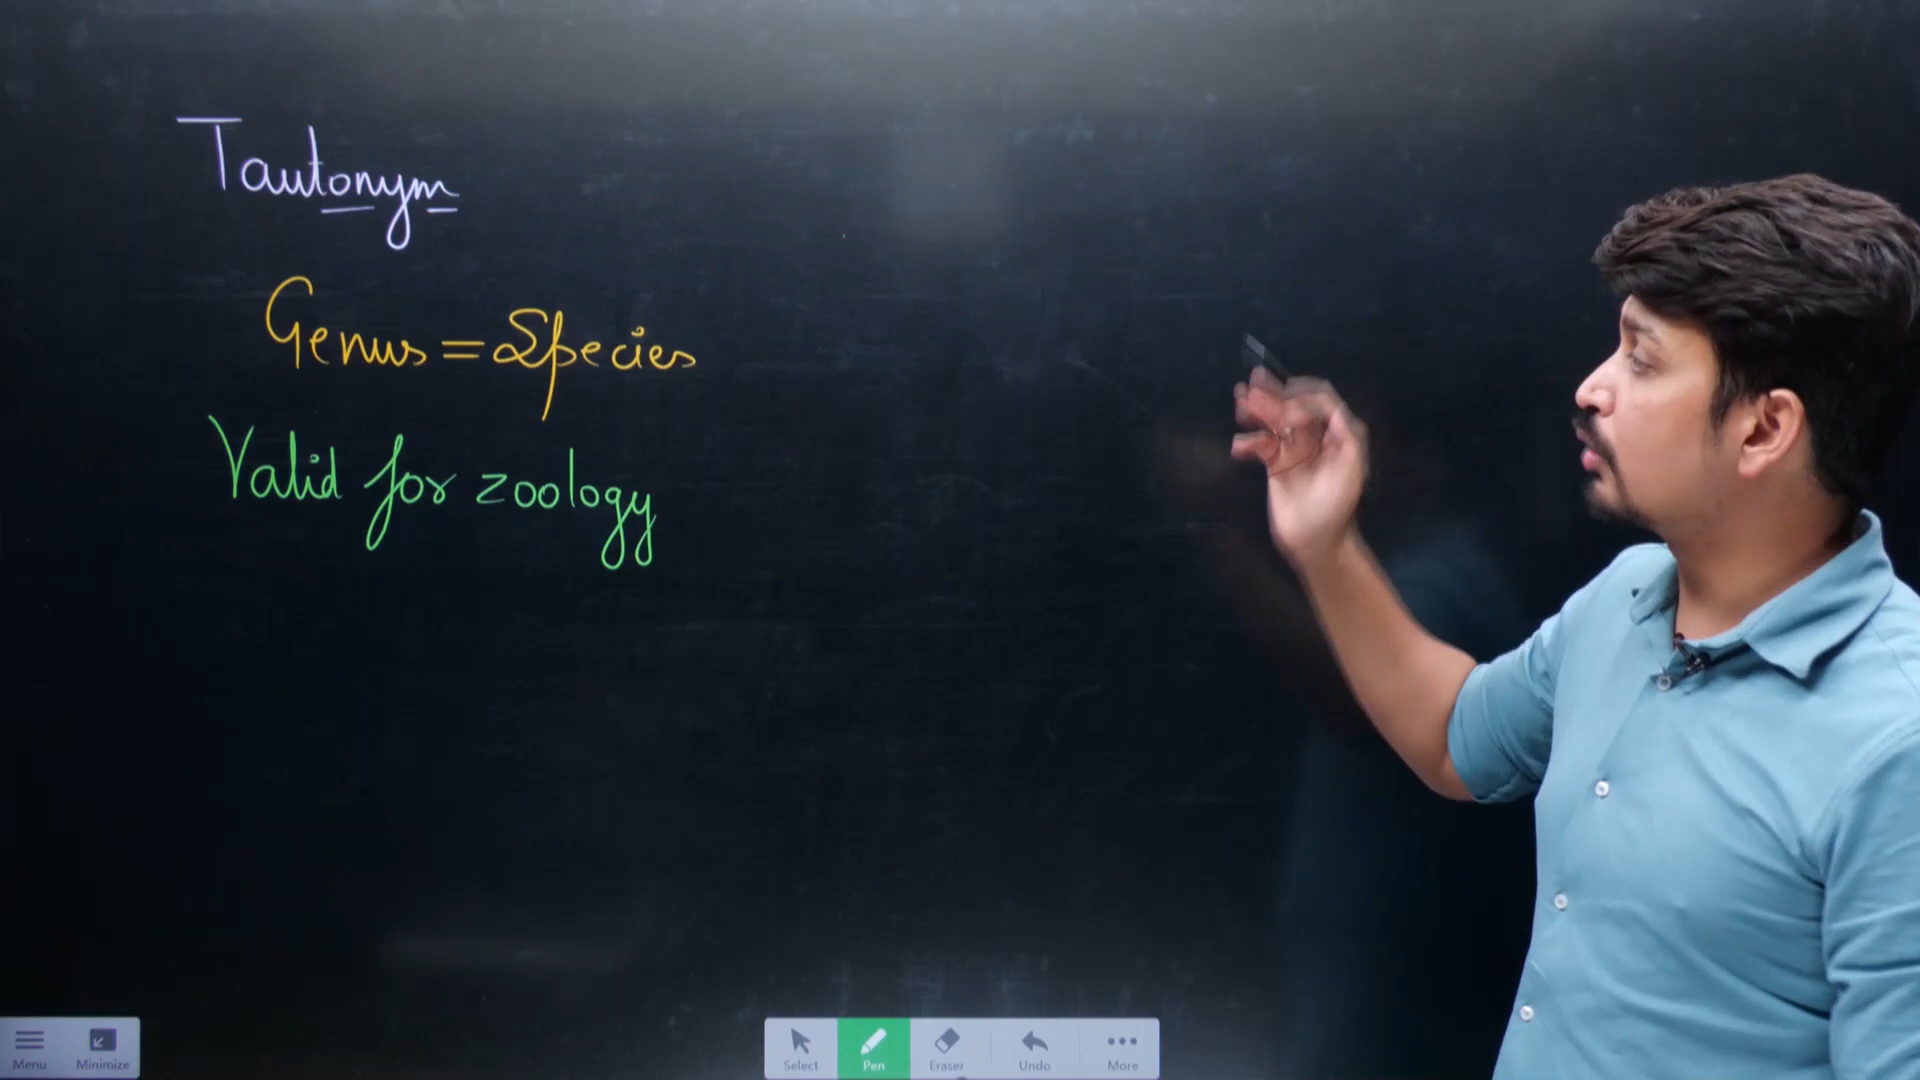 Tautonym
Genus = Species
Valid for zoology
Menu
Minimize
Select
Pen
Eraser
Undo
More